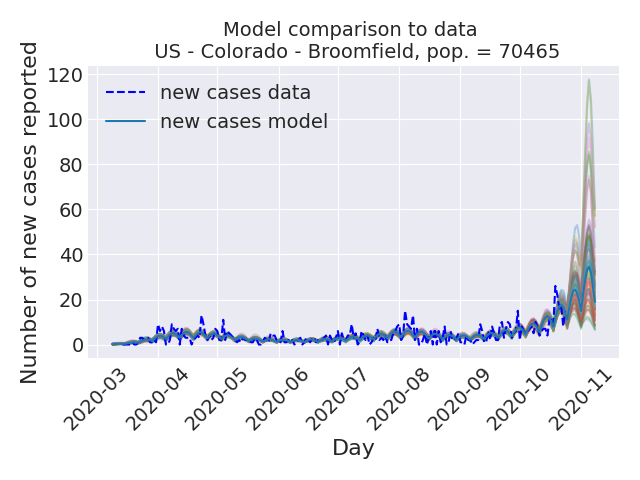 Model comparison to data
US - Colorado - Broomfield, pop. = 70465
Number of new cases reported
120
100
80
60
40
20
0
new cases data
new cases model
2020-03
2020-04
2020-05
2020-06
2020-07
2020-08
2020-09
2020-10
2020-11
Day